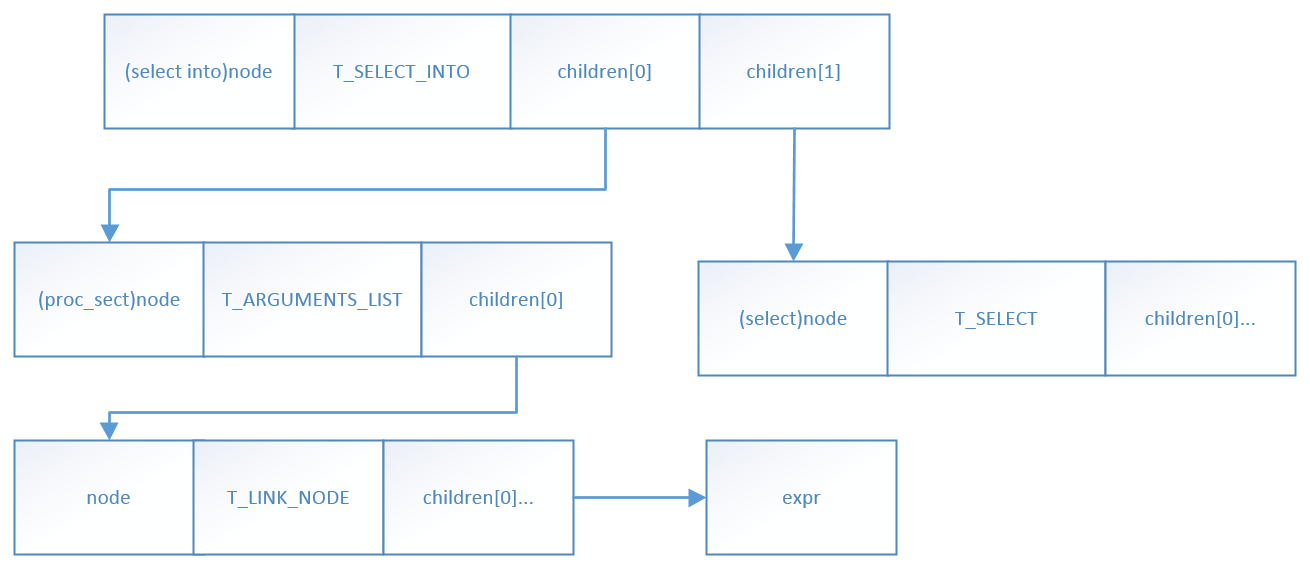 (select into)node
T_SELECT_INTO
children[0]
children[1]
(proc_sect)node
T_ARGUMENTS_LIST
children[0]
(select)node
T_SELECT
children[0]...
node
T_LINK_NODE
children[0]...
expr